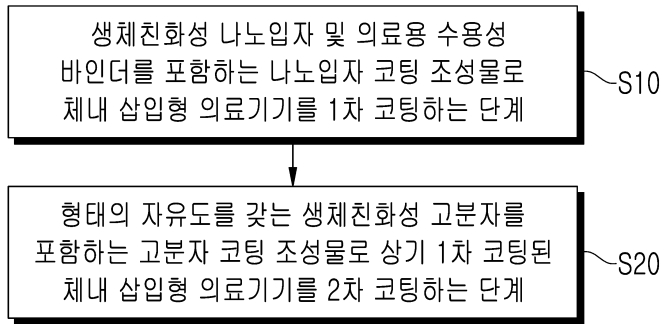 생체친화성 나노입자 및 의료용 수용성
바인더를 포함하는 나노입자 코팅 조성물로
체내 삽입형 의료기기를 1차 코팅하는 단계
S10
형태의 자유도를 갖는 생체친화성 고분자를
포함하는 고분자 코팅 조성물로 상기 1차 코팅된
체내 삽입형 의료기기를 2차 코팅하는 단계
S20